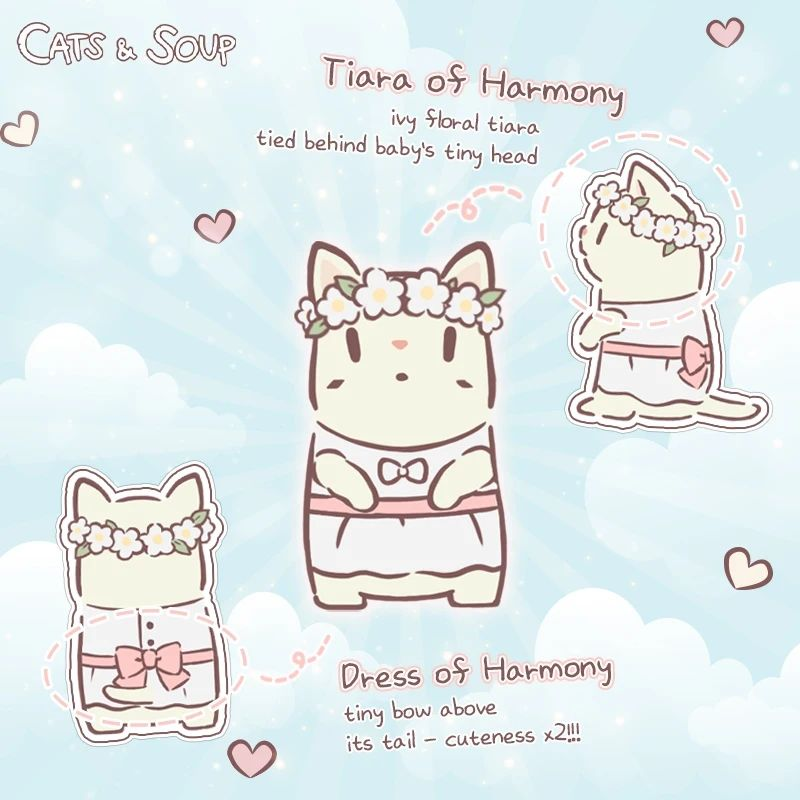 CATS & SOUP
Tiara of Harmony
ivy floral tiara
tied behind baby's tiny head
Dress of Harmony
tiny bow above
its tail - cuteness x2!!!